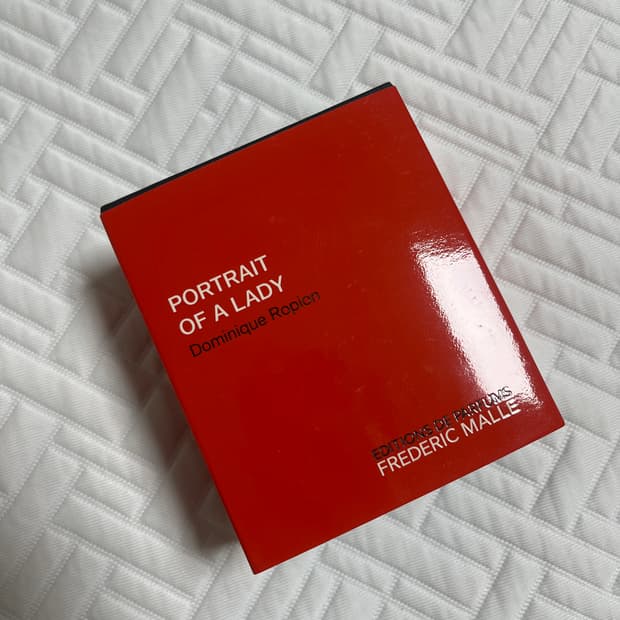 PORTRAIT
OF A LADY
Dominique Ropion
EDITIONS DE PARFUMS
FREDERIC MALLE